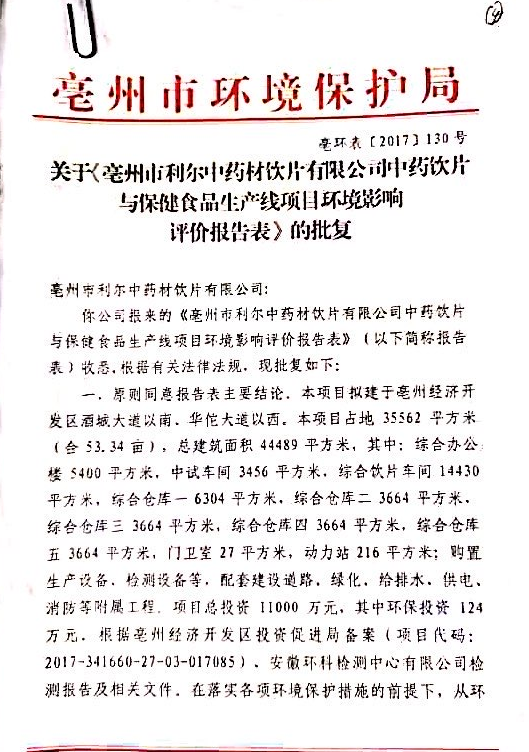 ④
亳州市环境保护局
亳环表〔2017〕130 号
关于《亳州市利尔中药材饮片有限公司中药饮片
与保健食品生产线项目环境影响
评价报告表》的批复
亳州市利尔中药材饮片有限公司:
你公司报来的《亳州市利尔中药材饮片有限公司中药饮片
与保健食品生产线项目环境影响评价报告表》（以下简称报告
表）收悉,根据有关法律法规，现批复如下:
一、原则同意报告表主要结论。本项目拟建于亳州经济开
发区酒城大道以南、华佗大道以西。本项目占地 35562 平方米
（合 53.34 亩），总建筑面积 44489 平方米，其中：综合办公
楼 5400 平方米，中试车间 3456 平方米，综合饮片车间 14430
平方米，综合仓库一 6304 平方米，综合仓库二 3664 平方米，
综合仓库三 3664 平方米，综合仓库四 3664 平方米，综合仓库
五 3664 平方米，门卫室 27 平方米，动力站 216 平方米；购置
生产设备、检测设备等，配套建设道路，绿化，给排水、供电、
消防等附属工程。项目总投资 11000 万元，其中环保投资 124
万元。根据亳州经济开发区投资促进局备案（项目代码：
2017-341660-27-03-017085）、安徽环科检测中心有限公司检
测报告及相关文件。在落实各项环境保护措施的前提下，从环